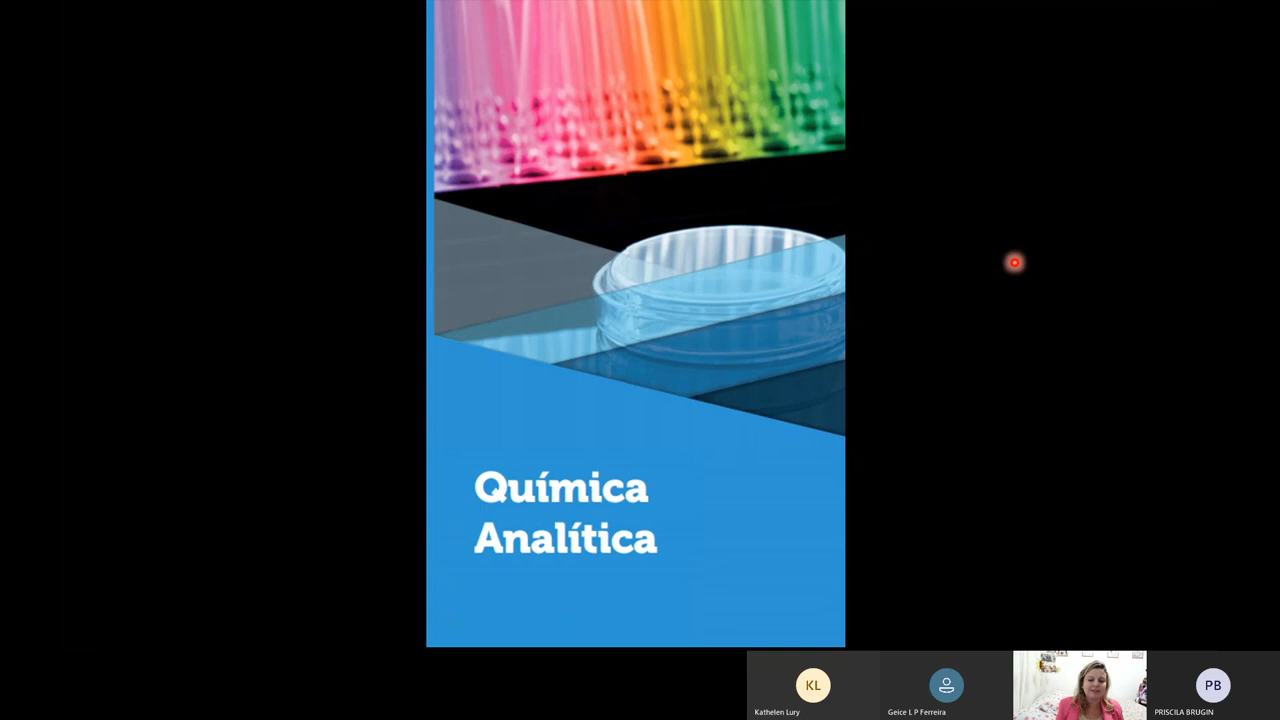 Química
Analítica
KL
Kathelen Lury
Geice L P Ferreira
PB
PRISCILA BRUGIN